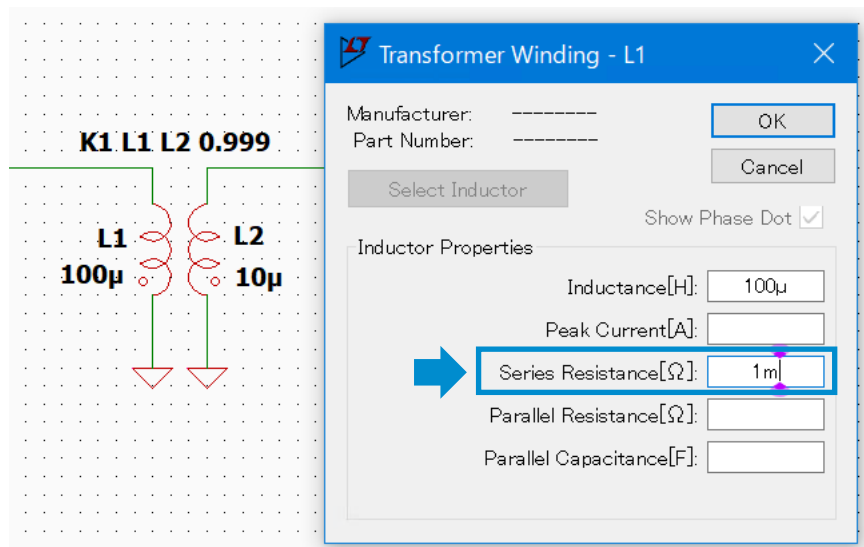 K1 L1 L2 0.999
L1
100µ
L2
10µ
Transformer Winding - L1
Manufacturer: --------
Part Number: --------
OK
Cancel
Select Inductor
Show Phase Dot
Inductor Properties
Inductance[H]: 100µ
Peak Current[A]:
Series Resistance[Ω]: 1m
Parallel Resistance[Ω]:
Parallel Capacitance[F]: